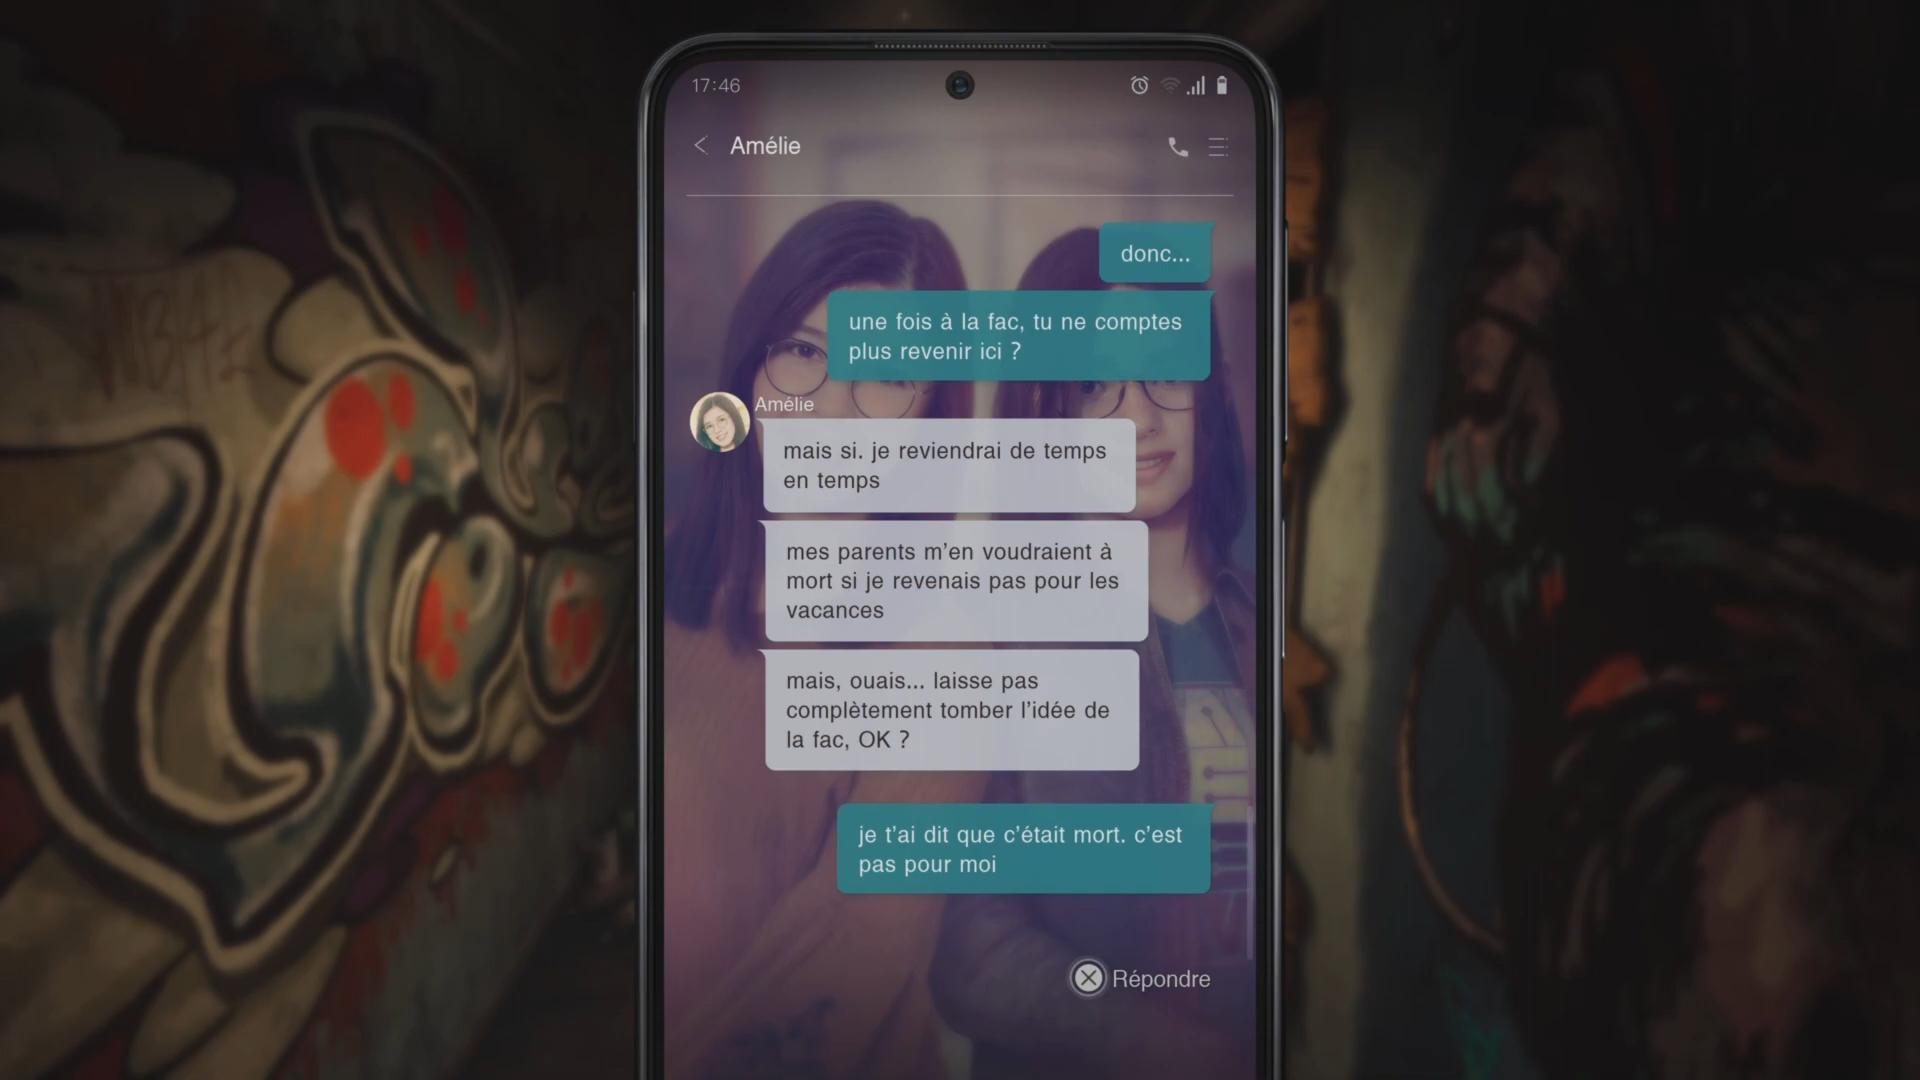 17:46
Amélie
donc...
une fois à la fac, tu ne comptes
plus revenir ici ?
Amélie
mais si. je reviendrai de temps
en temps
mes parents m’en voudraient à
mort si je revenais pas pour les
vacances
mais, ouais... laisse pas
complètement tomber l’idée de
la fac, OK ?
je t’ai dit que c’était mort. c’est
pas pour moi
Répondre